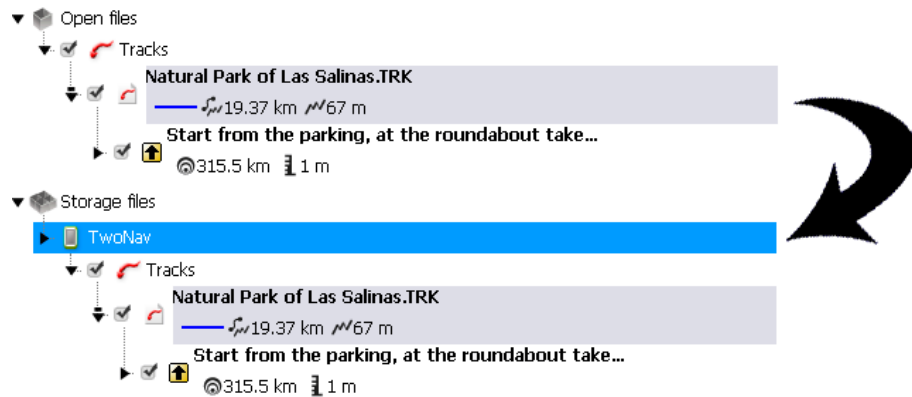 Open files
Tracks
Natural Park of Las Salinas.TRK
19.37 km 67 m
Start from the parking, at the roundabout take...
315.5 km 1 m
Storage files
TwoNav
Tracks
Natural Park of Las Salinas.TRK
19.37 km 67 m
Start from the parking, at the roundabout take...
315.5 km 1 m